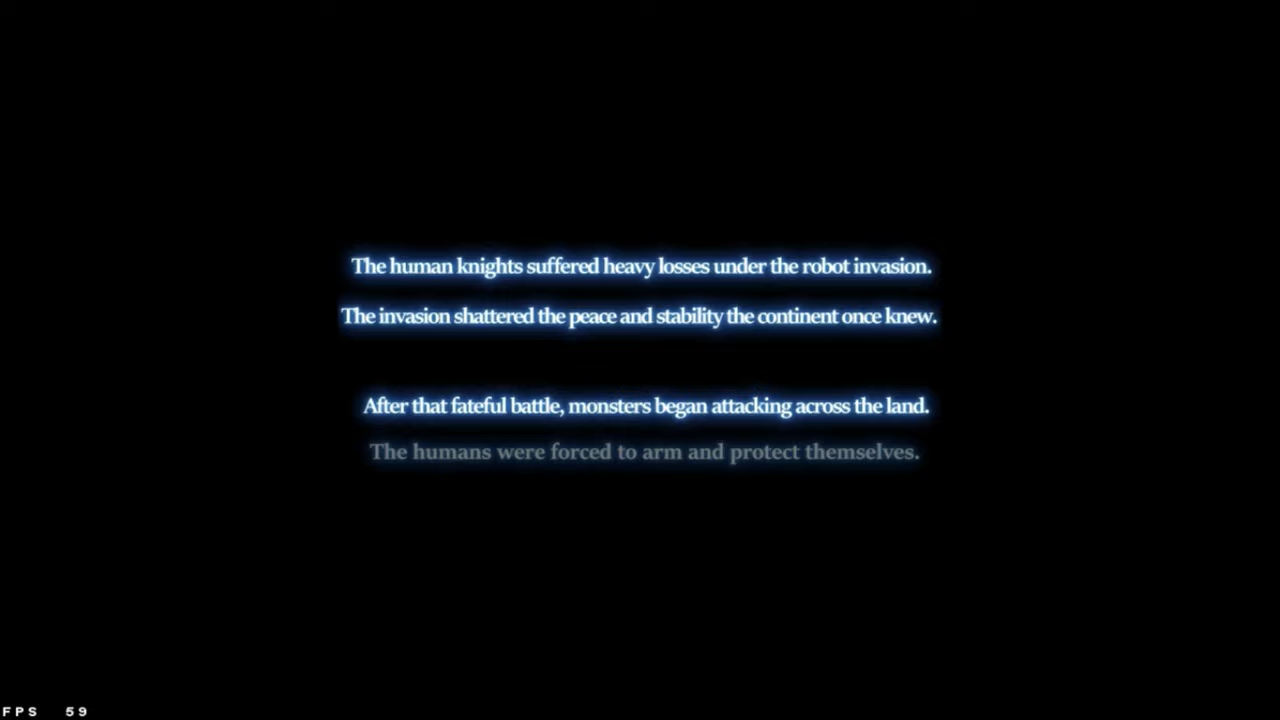 The human knights suffered heavy losses under the robot invasion.
The invasion shattered the peace and stability the continent once knew.
After that fateful battle, monsters began attacking across the land.
The humans were forced to arm and protect themselves.
FPS 59